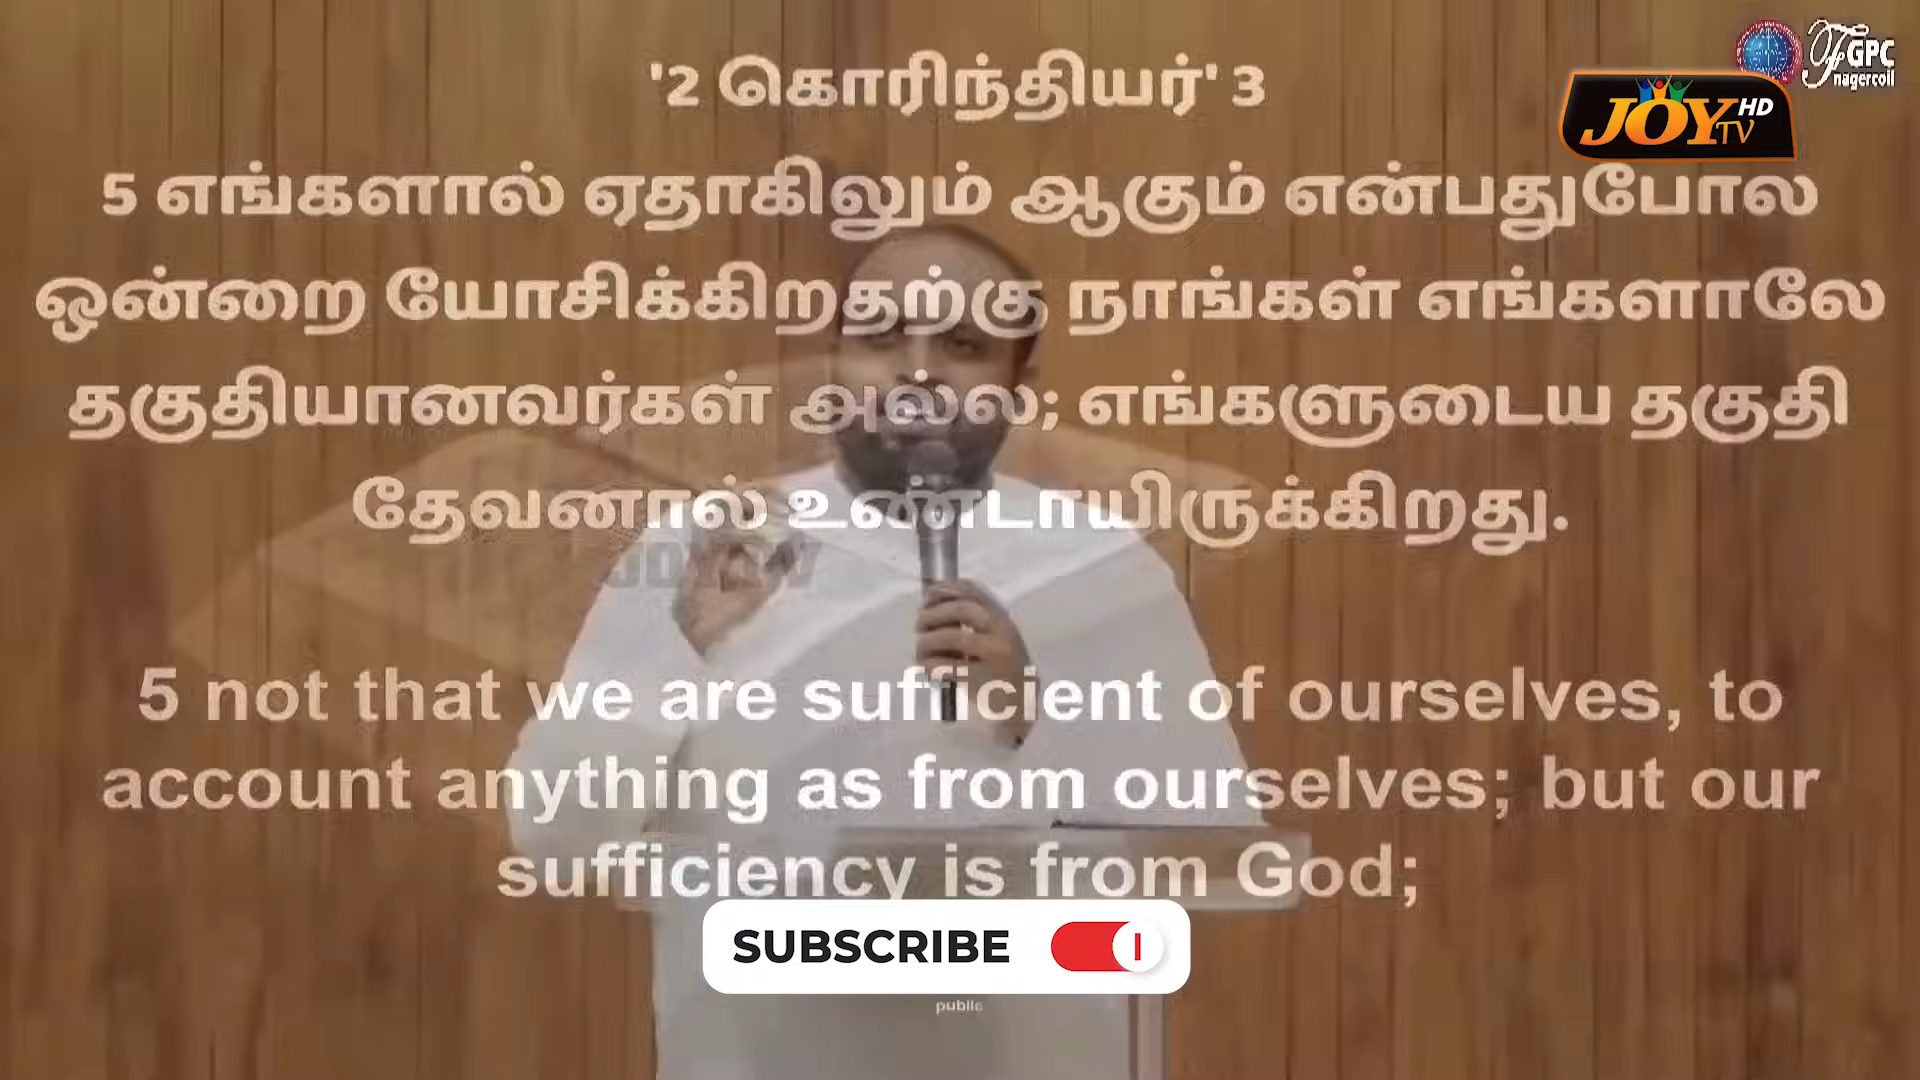 FGPC
nagercoil
JOY TV HD
'2 கொரிந்தியர்' 3
5 எங்களால் ஏதாகிலும் ஆகும் என்பதுபோல
ஒன்றை யோசிக்கிறதற்கு நாங்கள் எங்களாலே
தகுதியானவர்கள் அல்ல; எங்களுடைய தகுதி
தேவனால் உண்டாயிருக்கிறது.
5 not that we are sufficient of ourselves, to
account anything as from ourselves; but our
sufficiency is from God;
SUBSCRIBE
public